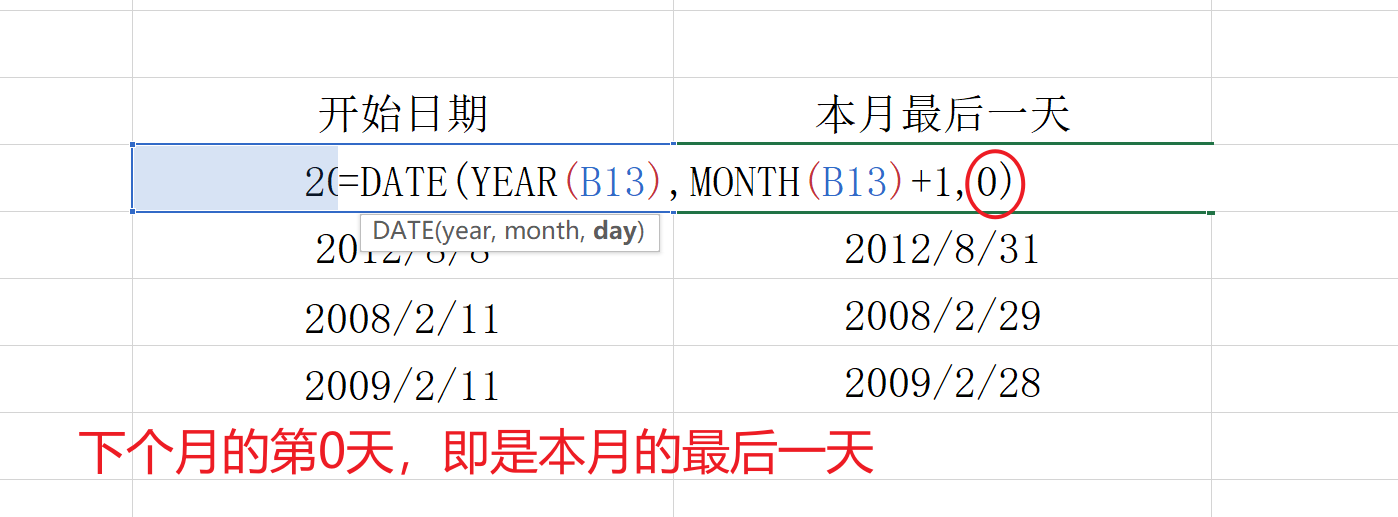 开始日期 本月最后一天
20=DATE(YEAR(B13),MONTH(B13)+1,0)
DATE(year, month, day)
2012/8/8 2012/8/31
2008/2/11 2008/2/29
2009/2/11 2009/2/28
下个月的第0天，即是本月的最后一天